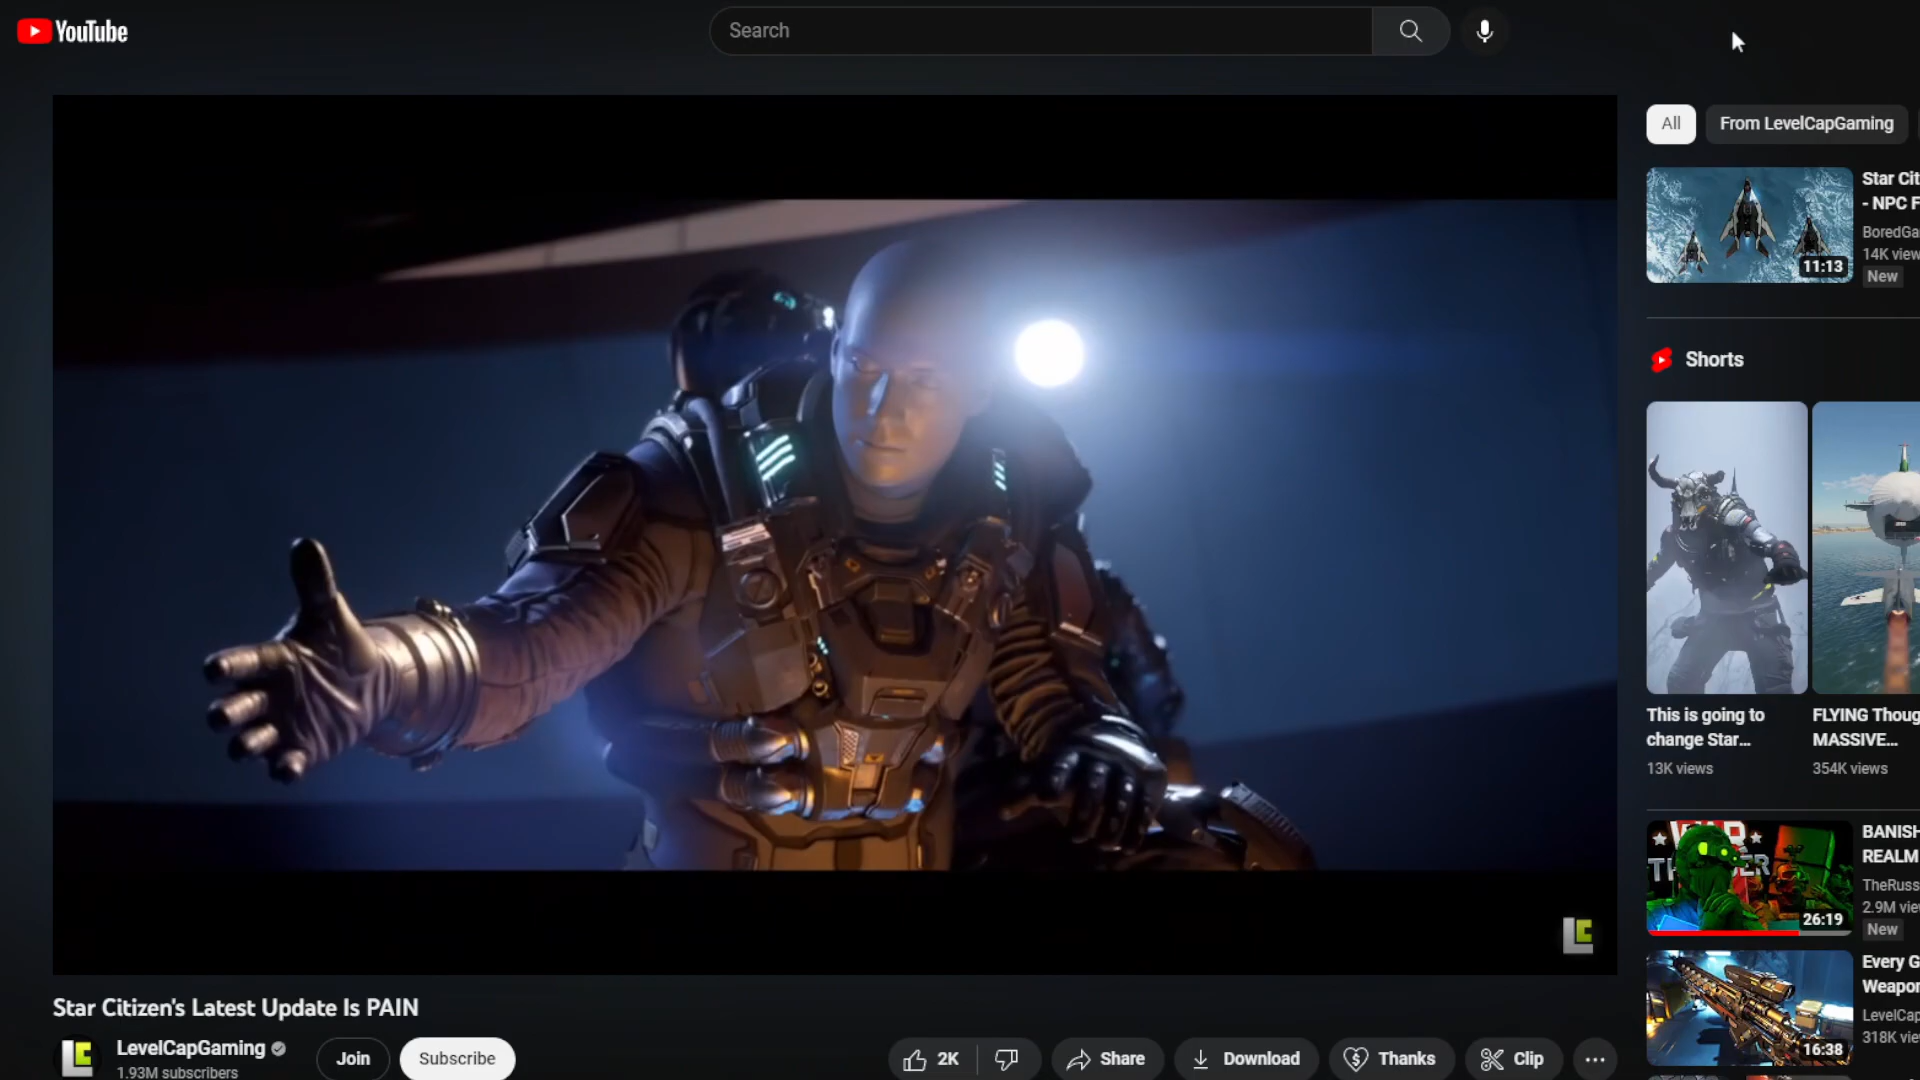 YouTube
Search
All
From LevelCapGaming
Star Cit
- NPC F
BoredGa
14K view
New
11:13
Shorts
This is going to
change Star...
13K views
FLYING Thoug
MASSIVE...
354K views
BANISH
REALM
TheRuss
2.9M vie
New
26:19
Every G
Weapon
LevelCap
318K vie
16:38
Star Citizen's Latest Update Is PAIN
LevelCapGaming
1.93M subscribers
Join
Subscribe
2K
Share
Download
Thanks
Clip